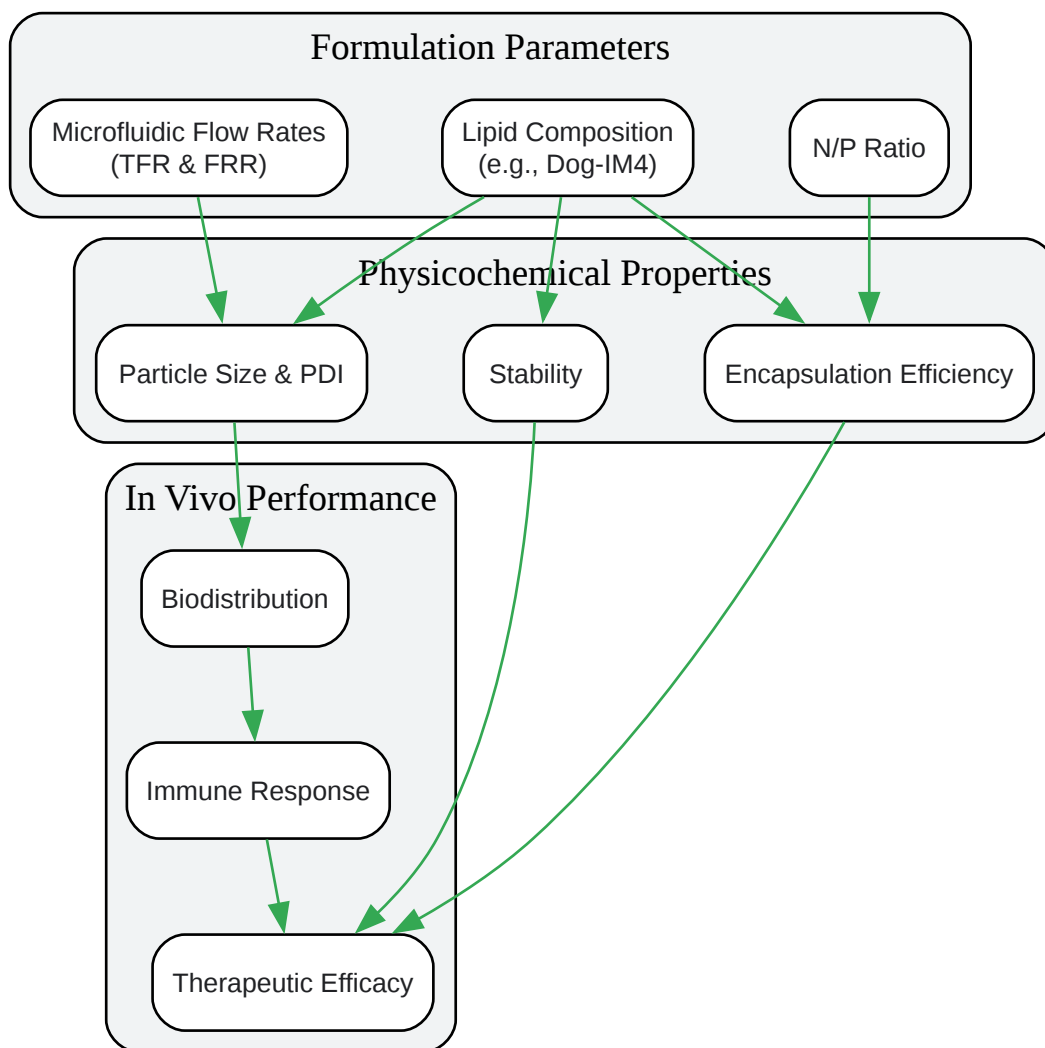 Formulation Parameters
Microfluidic Flow Rates
(TFR & FRR)
Lipid Composition
(e.g., Dog-IM4)
N/P Ratio
Physicochemical Properties
Particle Size & PDI
Stability
Encapsulation Efficiency
In Vivo Performance
Biodistribution
Immune Response
Therapeutic Efficacy